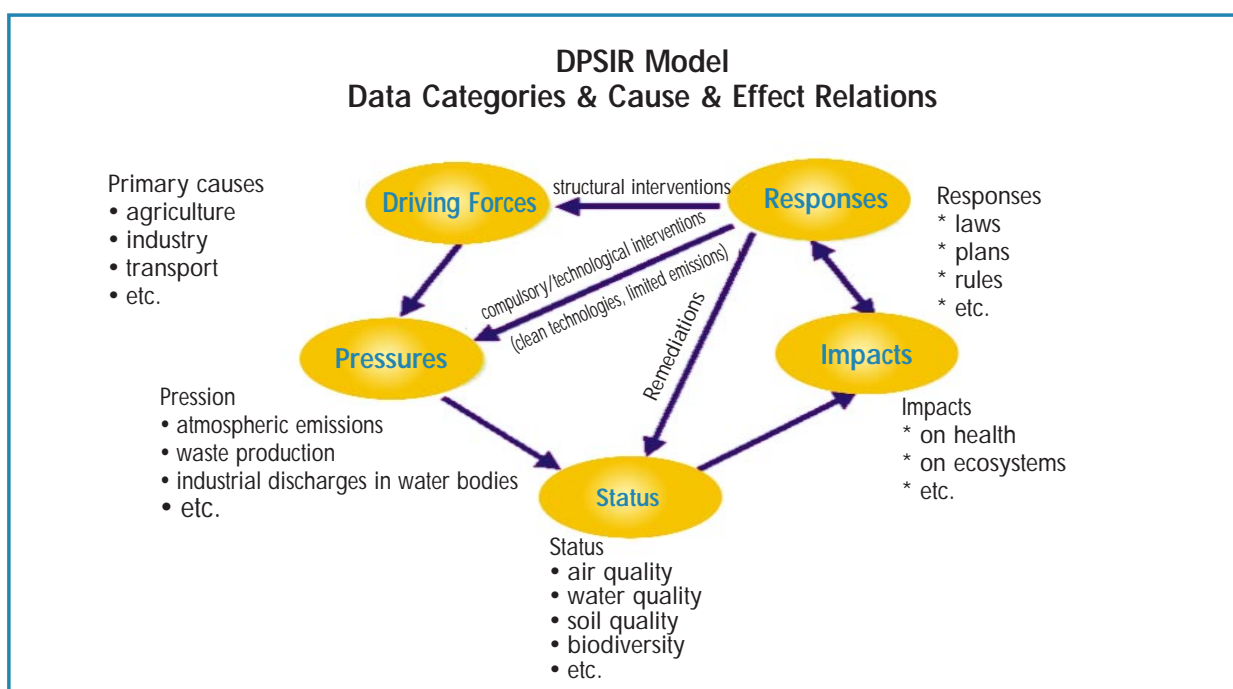 DPSIR Model
Data Categories & Cause & Effect Relations
Primary causes
• agriculture
• industry
• transport
• etc.
Driving Forces
structural interventions
Responses
Responses
* laws
* plans
* rules
* etc.
compulsory/technological interventions
(clean technologies, limited emissions)
Remediations
Pressures
Impacts
Pression
• atmospheric emissions
• waste production
• industrial discharges in water bodies
• etc.
Impacts
* on health
* on ecosystems
* etc.
Status
Status
• air quality
• water quality
• soil quality
• biodiversity
• etc.